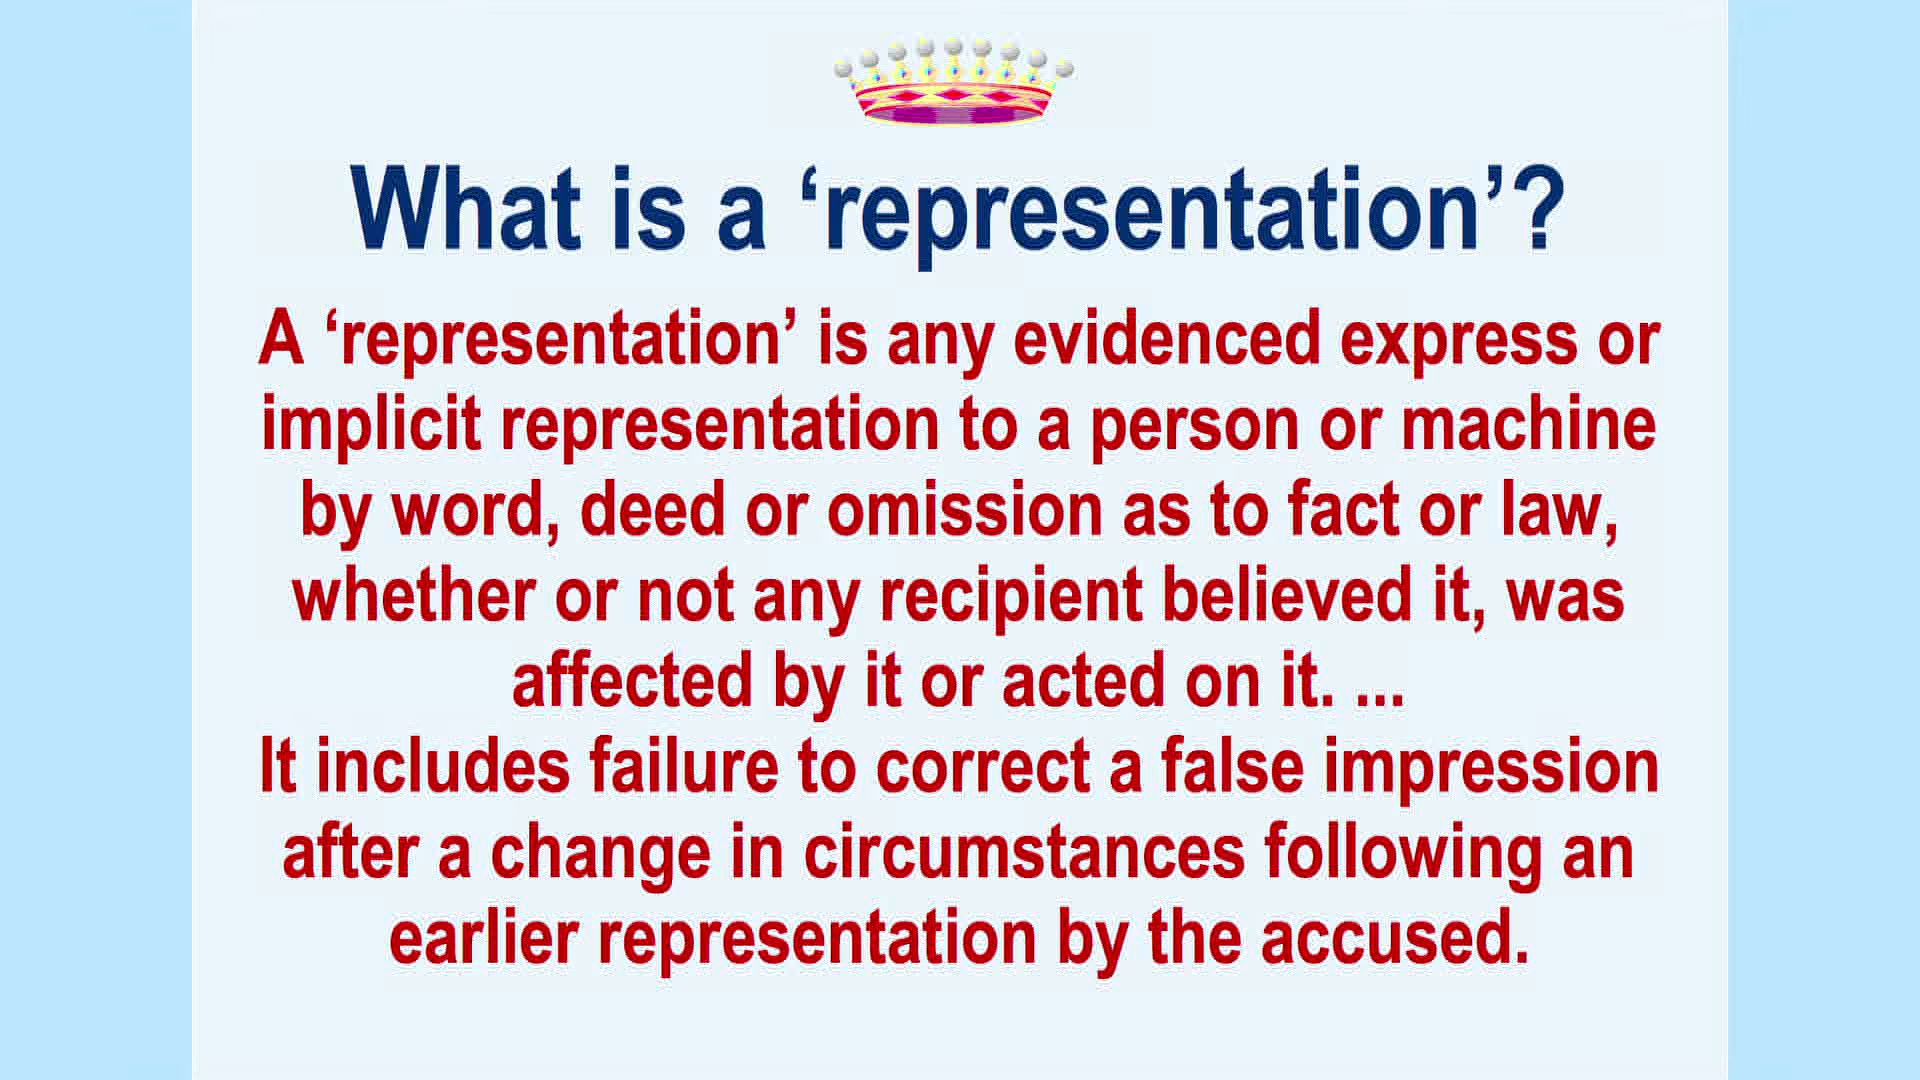 What is a ‘representation’?
A ‘representation’ is any evidenced express or
implicit representation to a person or machine
by word, deed or omission as to fact or law,
whether or not any recipient believed it, was
affected by it or acted on it. ...
It includes failure to correct a false impression
after a change in circumstances following an
earlier representation by the accused.